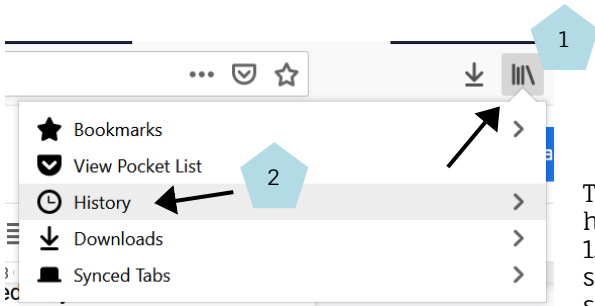 1
Bookmarks
View Pocket List
2
History
Downloads
Synced Tabs